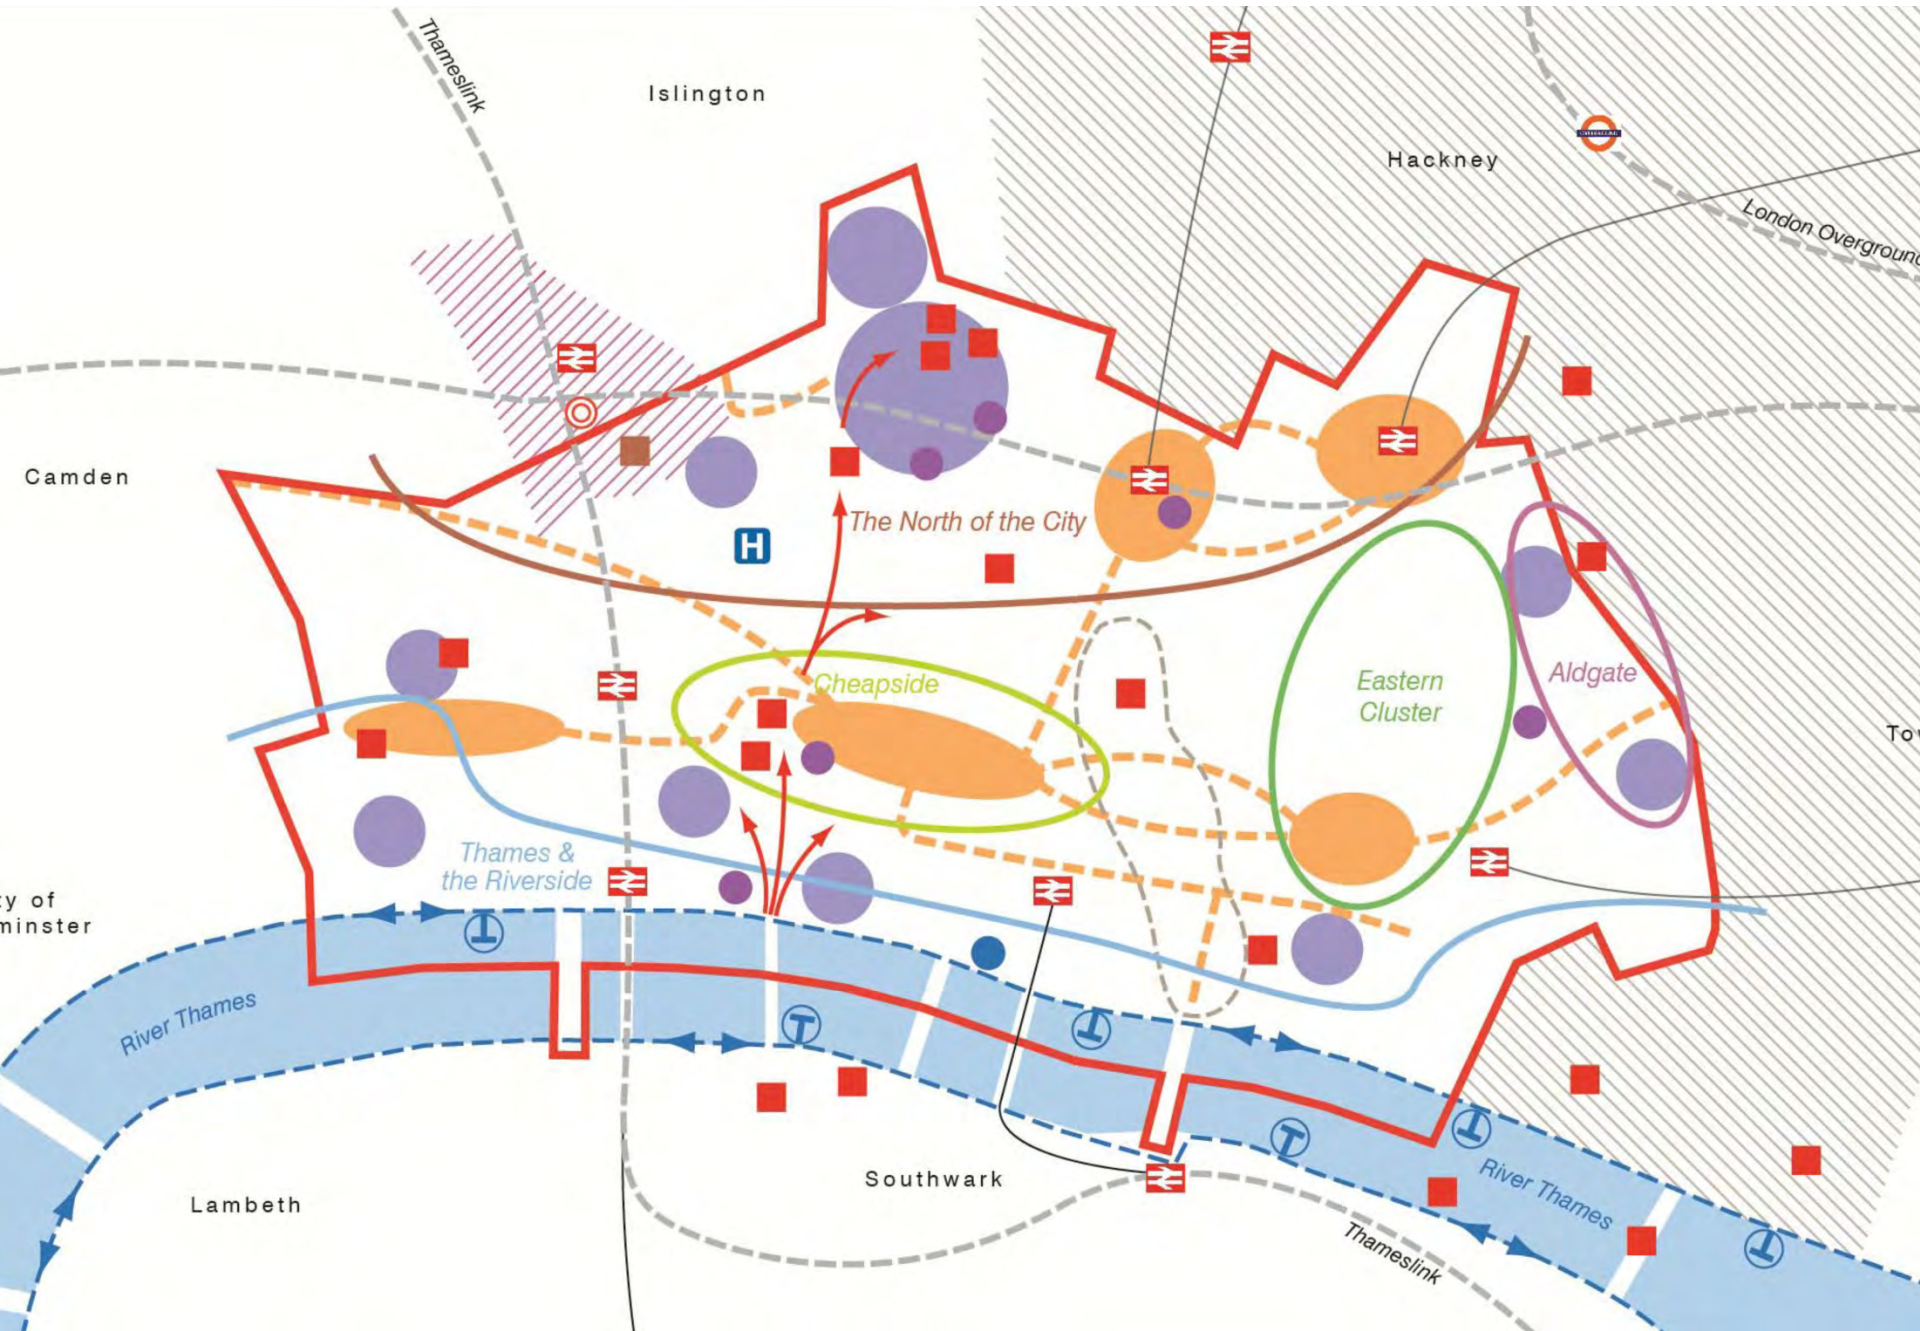 Thameslink
Islington
Hackney
London Overground
Camden
H
The North of the City
Cheapside
Eastern
Cluster
Aldgate
Thames &
the Riverside
River Thames
Southwark
Lambeth
River Thames
Thameslink